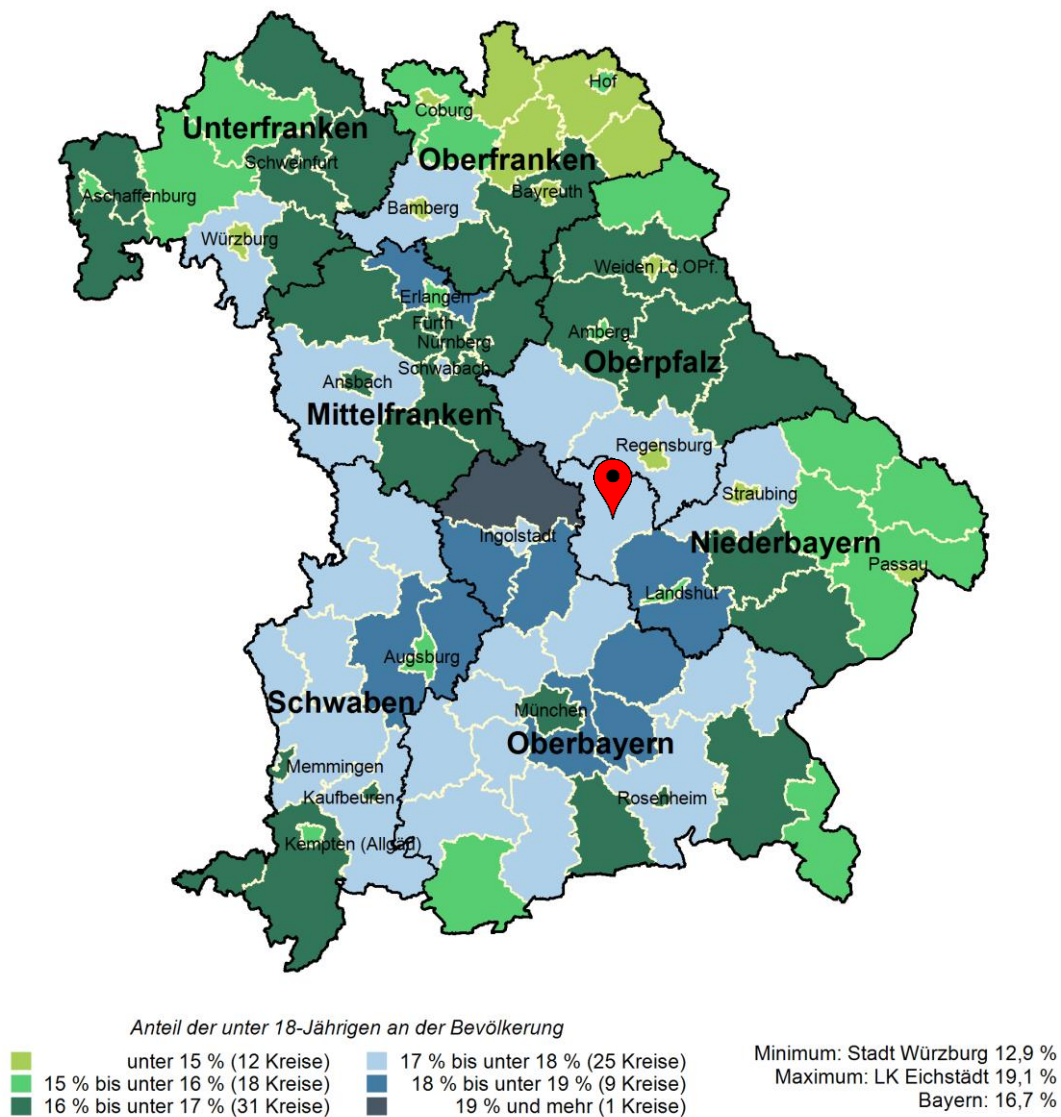 Hof
Coburg
Unterfranken
Oberfranken
Schweinfurt
Aschaffenburg
Bayreuth
Bamberg
Würzburg
Weiden i.d.OPf.
Erlangen
Fürth
Amberg
Nürnberg
Oberpfalz
Schwabach
Ansbach
Mittelfranken
Regensburg
Straubing
Ingolstadt
Niederbayern
Passau
Landshut
Augsburg
Schwaben
München
Oberbayern
Memmingen
Kaufbeuren
Rosenheim
Kempten (Allgäu)
Anteil der unter 18-Jährigen an der Bevölkerung
unter 15 % (12 Kreise)
15 % bis unter 16 % (18 Kreise)
16 % bis unter 17 % (31 Kreise)
17 % bis unter 18 % (25 Kreise)
18 % bis unter 19 % (9 Kreise)
19 % und mehr (1 Kreise)
Minimum: Stadt Würzburg 12,9 %
Maximum: LK Eichstädt 19,1 %
Bayern: 16,7 %